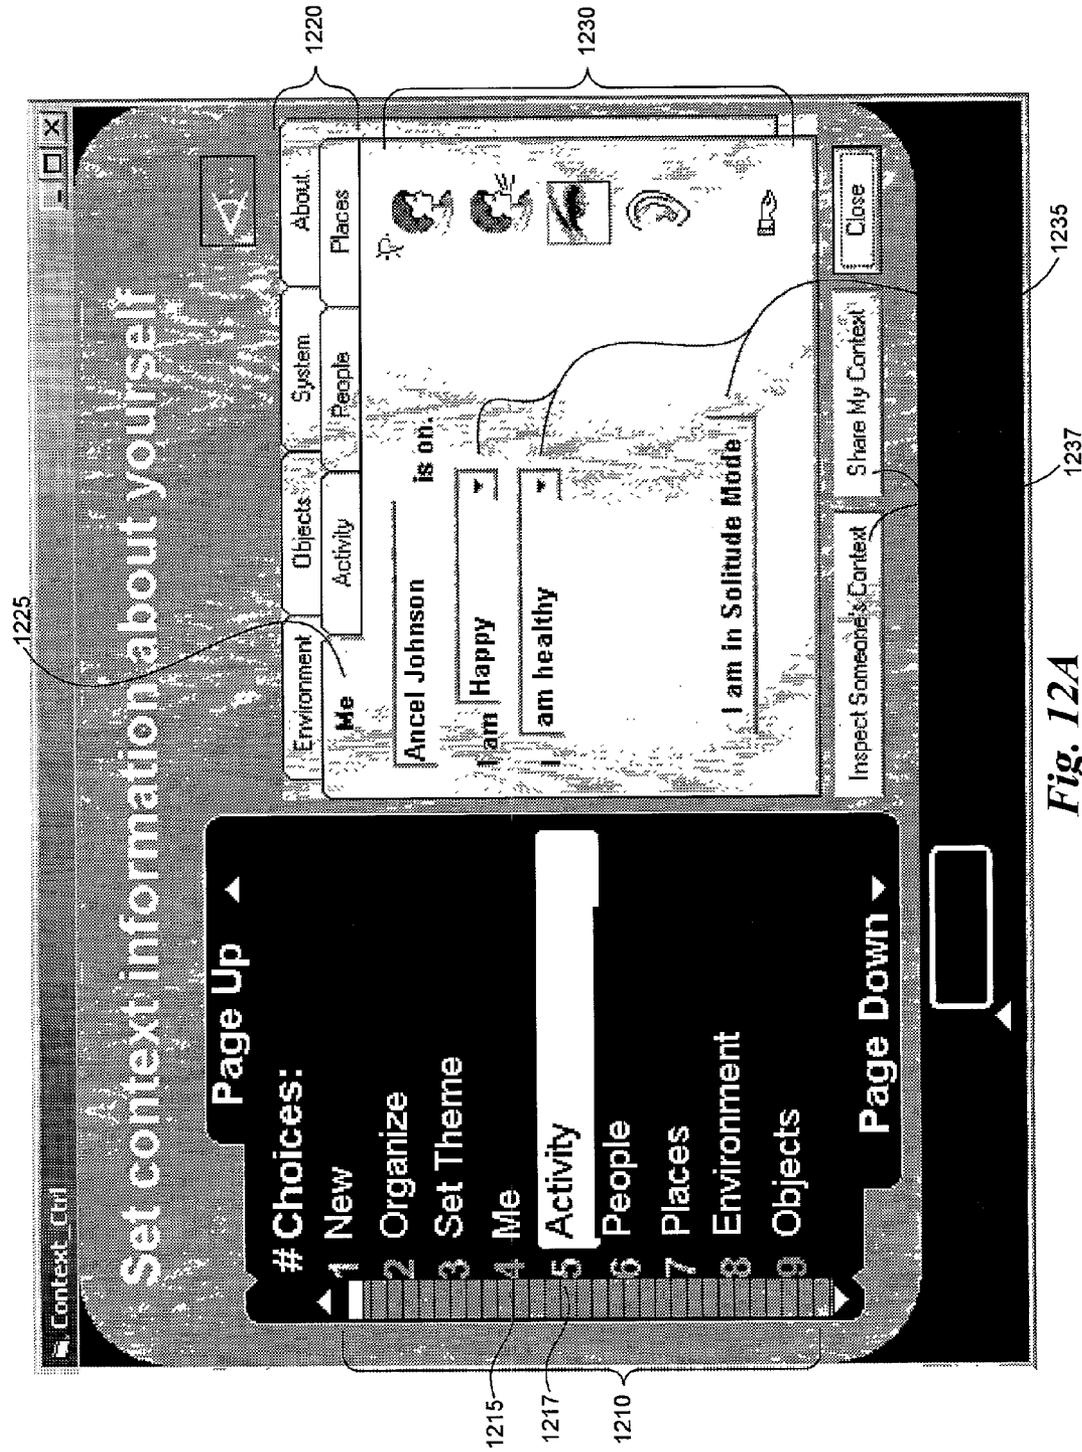 Context_Ctrl
Set context information about yourself
Page Up
# Choices:
1 New
2 Organize
3 Set Theme
4 Me
5 Activity
6 People
7 Places
8 Environment
9 Objects
Page Down
Environment Objects System About
Me Activity People Places
Ancel Johnson is on.
I am Happy
I am healthy
I am in Solitude Mode
Inspect Someone's Context Share My Context Close
1225
1220
1230
1235
1237
1215
1217
1210
Fig. 12A